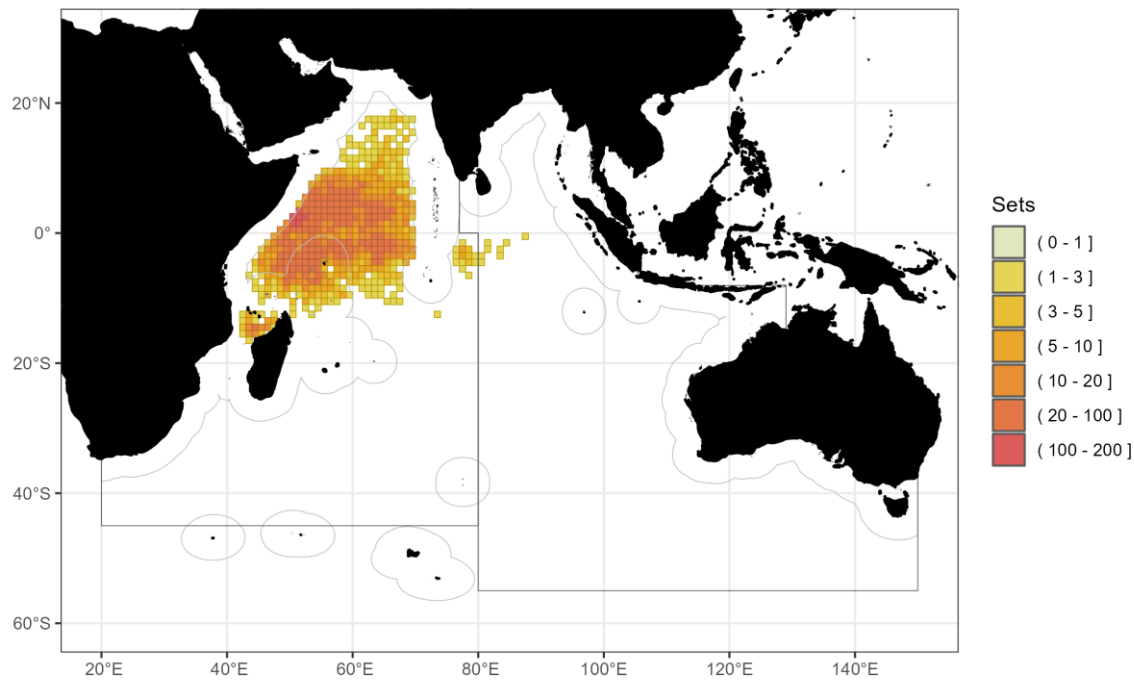 20°N
0°
20°S
40°S
60°S
20°E
40°E
60°E
80°E
100°E
120°E
140°E
Sets
( 0 - 1 ]
( 1 - 3 ]
( 3 - 5 ]
( 5 - 10 ]
( 10 - 20 ]
( 20 - 100 ]
( 100 - 200 ]